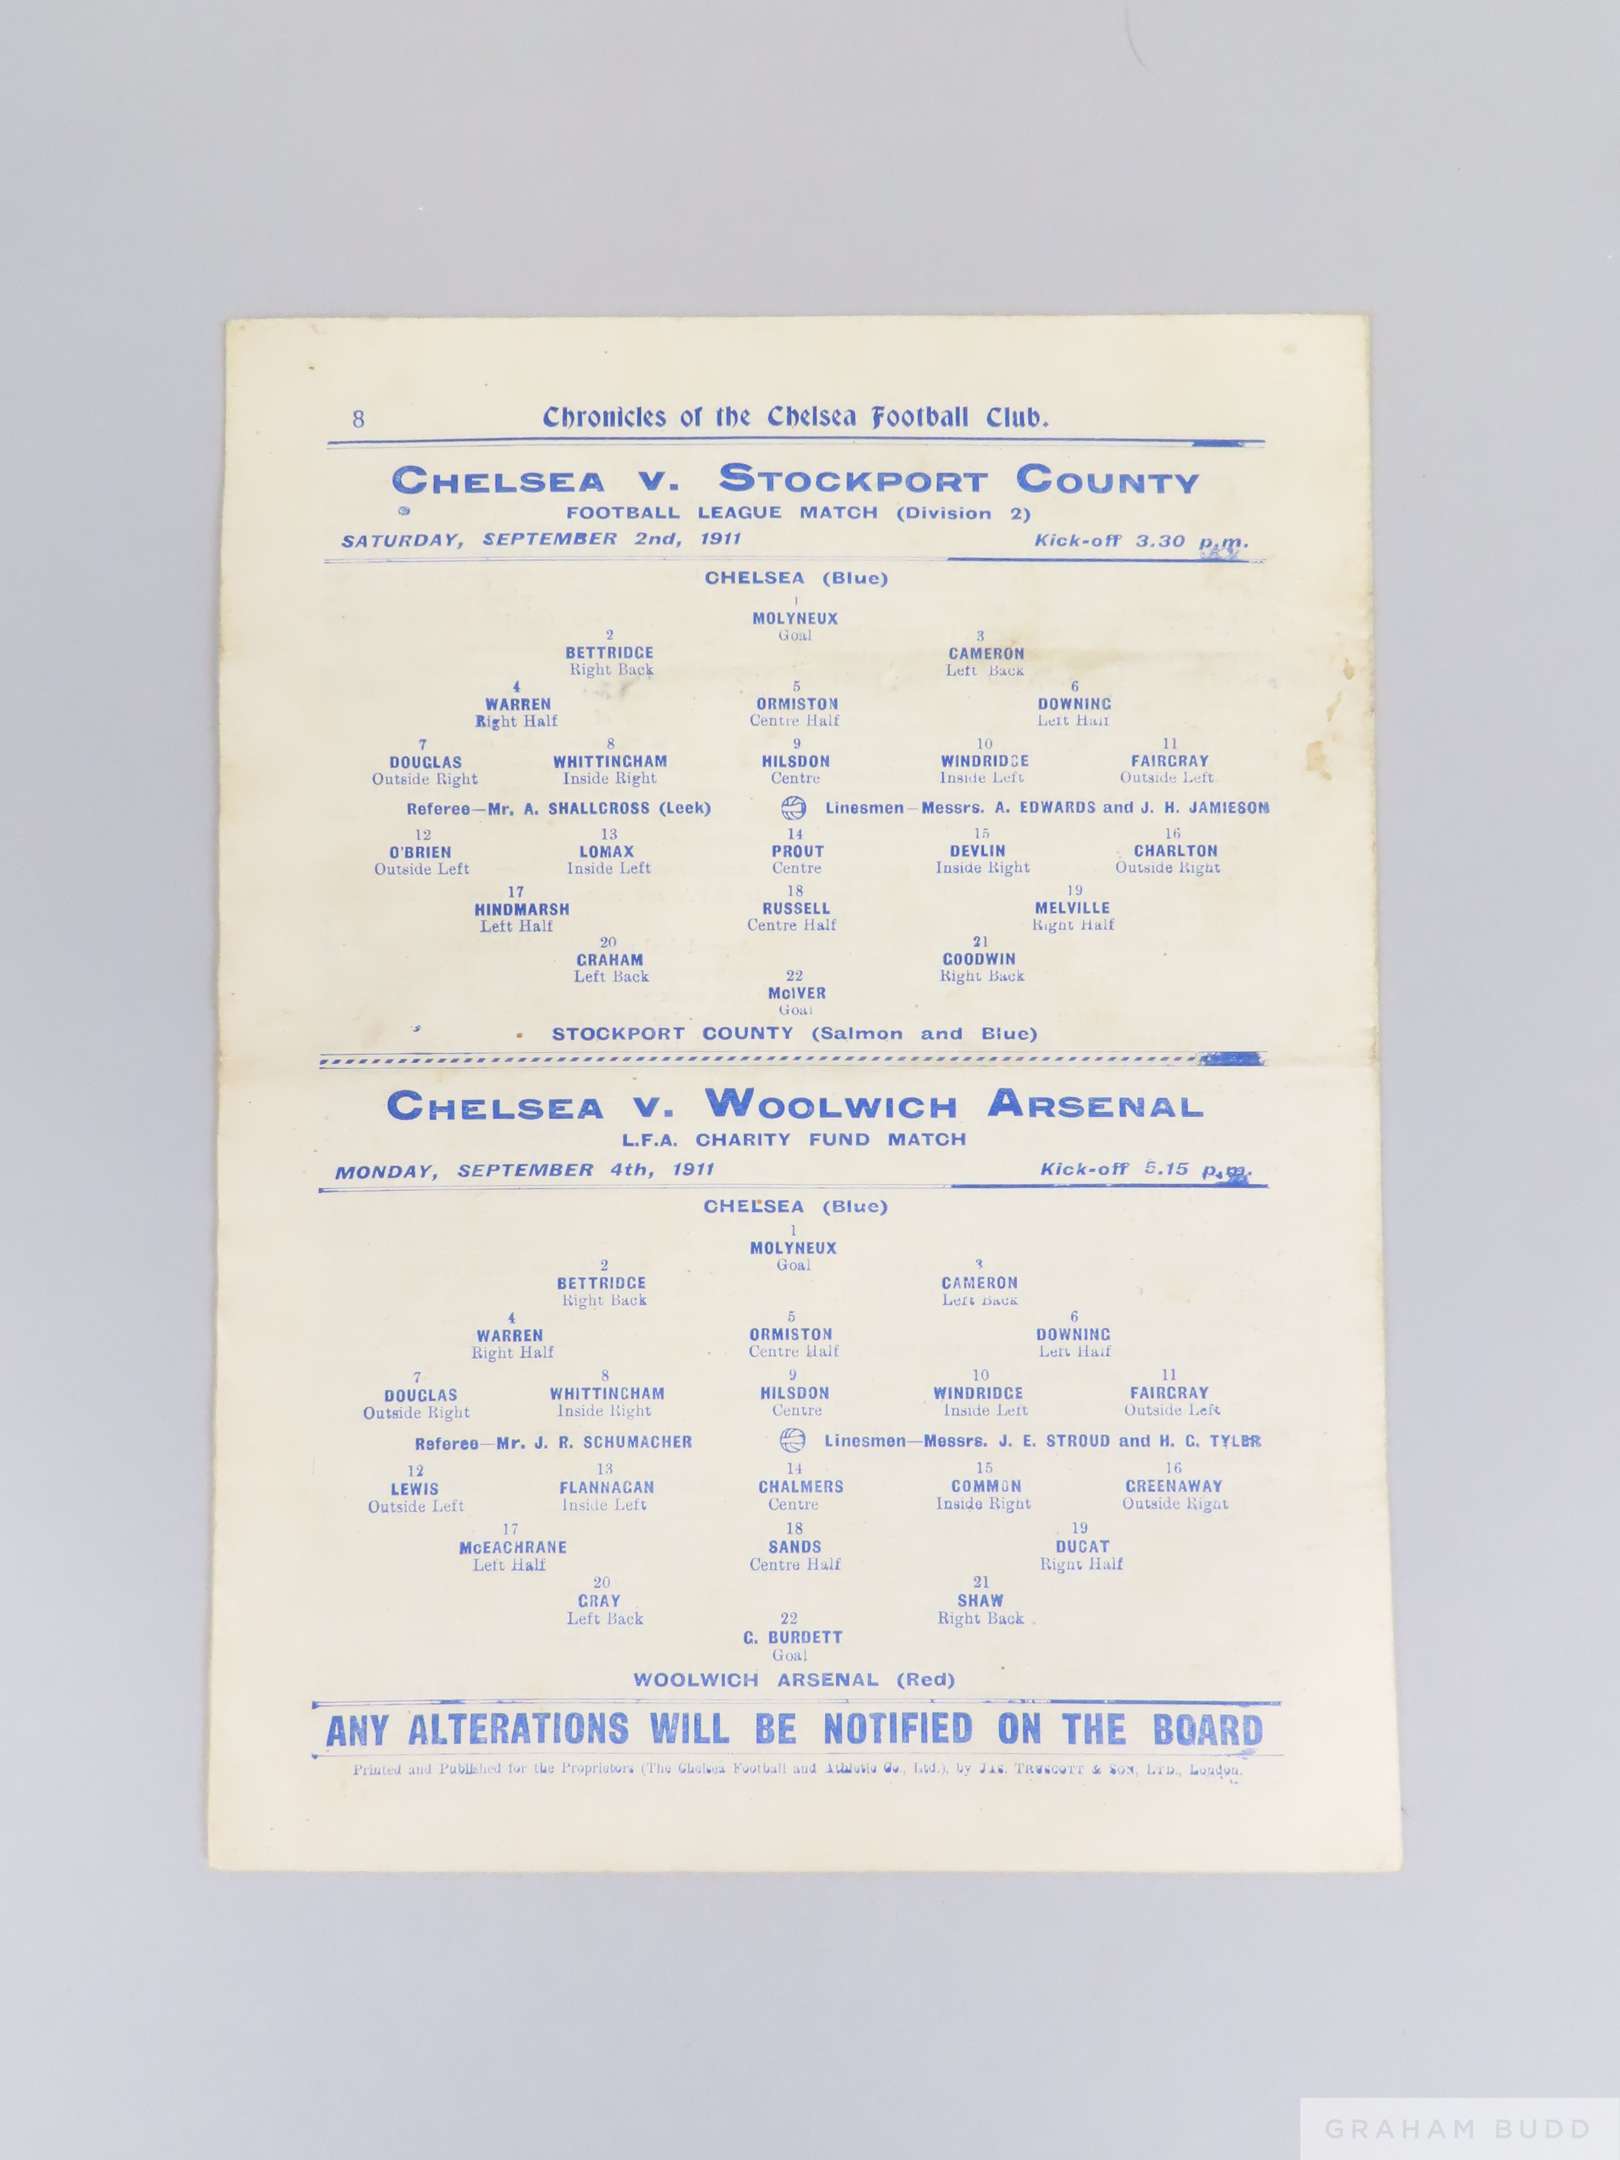 8 Chronicles of the Chelsea Football Club.
CHELSEA V. STOCKPORT COUNTY
FOOTBALL LEAGUE MATCH (Division 2)
SATURDAY, SEPTEMBER 2nd, 1911 Kick-off 3.30 p.m.
CHELSEA (Blue)
1
MOLYNEUX
Goal
2 3
BETTRIDGE CAMERON
Right Back Left Back
4 5 6
WARREN ORMISTON DOWNING
Right Half Centre Half Left Half
7 8 9 10 11
DOUGLAS WHITTINGHAM HILSDON WINDRIDGE FAIRGRAY
Outside Right Inside Right Centre Inside Left Outside Left
Referee—Mr. A. SHALLCROSS (Leek) Linesmen—Messrs. A. EDWARDS and J. H. JAMIESON
12 13 14 15 16
O'BRIEN LOMAX PROUT DEVLIN CHARLTON
Outside Left Inside Left Centre Inside Right Outside Right
17 18 19
HINDMARSH RUSSELL MELVILLE
Left Half Centre Half Right Half
20 21
GRAHAM GOODWIN
Left Back Right Back
22
McIVER
Goal
STOCKPORT COUNTY (Salmon and Blue)
CHELSEA V. WOOLWICH ARSENAL
L.F.A. CHARITY FUND MATCH
MONDAY, SEPTEMBER 4th, 1911 Kick-off 5.15 p.m.
CHELSEA (Blue)
1
MOLYNEUX
Goal
2 3
BETTRIDGE CAMERON
Right Back Left Back
4 5 6
WARREN ORMISTON DOWNING
Right Half Centre Half Left Half
7 8 9 10 11
DOUGLAS WHITTINGHAM HILSDON WINDRIDGE FAIRGRAY
Outside Right Inside Right Centre Inside Left Outside Left
Referee—Mr. J. R. SCHUMACHER Linesmen—Messrs. J. E. STROUD and H. C. TYLER
12 13 14 15 16
LEWIS FLANNAGAN CHALMERS COMMON GREENAWAY
Outside Left Inside Left Centre Inside Right Outside Right
17 18 19
McEACHRANE SANDS DUCAT
Left Half Centre Half Right Half
20 21
GRAY SHAW
Left Back Right Back
22
G. BURDETT
Goal
WOOLWICH ARSENAL (Red)
ANY ALTERATIONS WILL BE NOTIFIED ON THE BOARD
Printed and Published for the Proprietors (The Chelsea Football and Athletic Co., Ltd.), by JAS. TRUSCOTT & SON, LTD., London.
GRAHAM BUDD